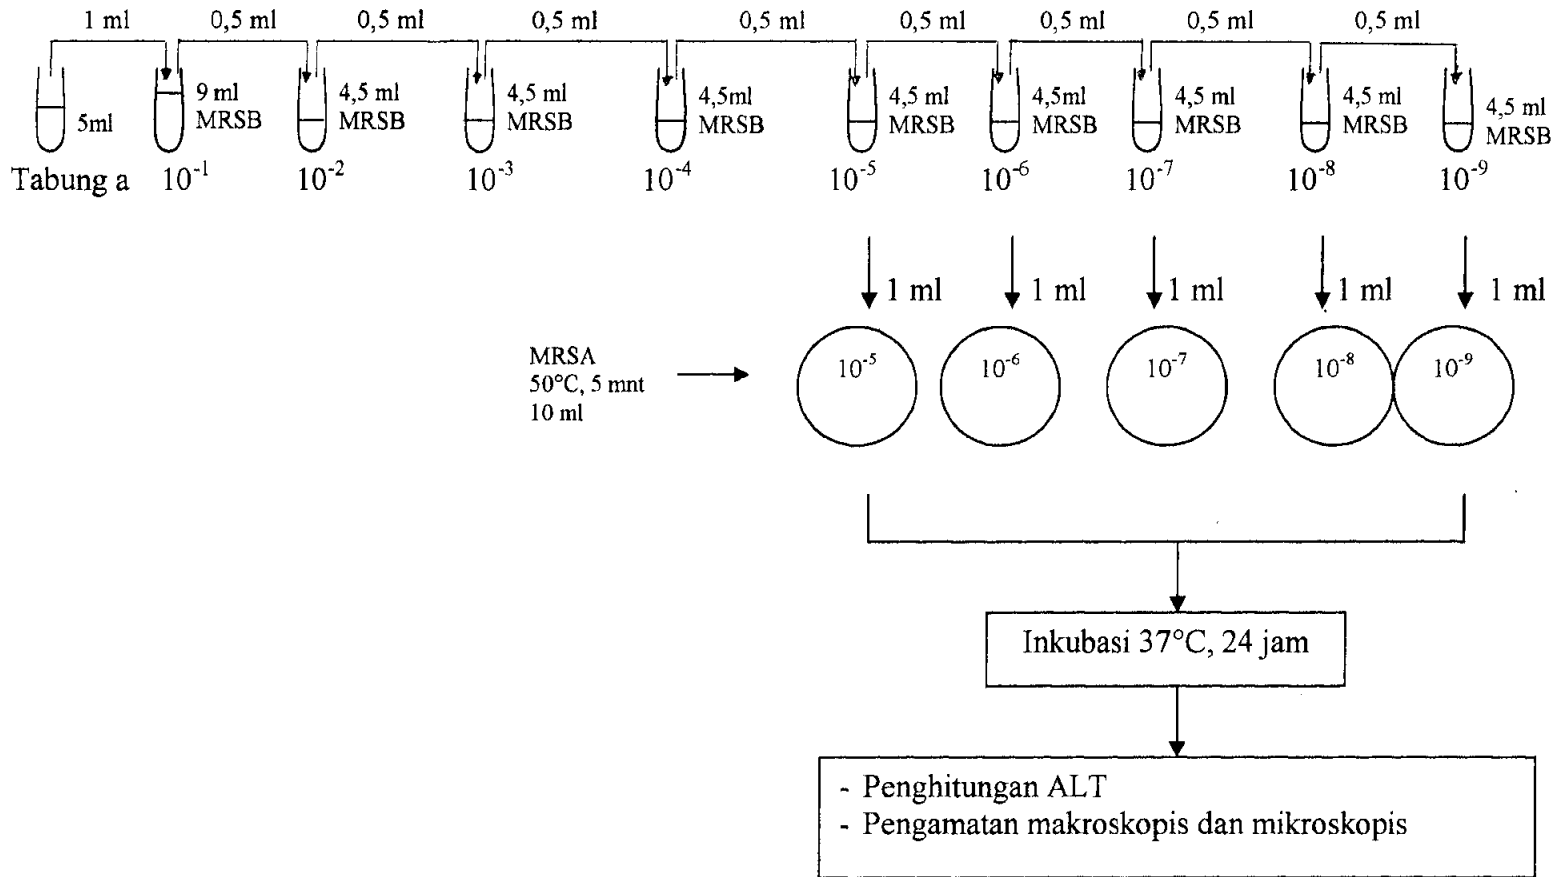 1 ml 0,5 ml 0,5 ml 0,5 ml 0,5 ml 0,5 ml 0,5 ml 0,5 ml 0,5 ml
5ml
9 ml
MRSB
4,5 ml
MRSB
4,5 ml
MRSB
4,5ml
MRSB
4,5 ml
MRSB
4,5ml
MRSB
4,5 ml
MRSB
4,5 ml
MRSB
4,5 ml
MRSB
Tabung a 10⁻¹ 10⁻² 10⁻³ 10⁻⁴ 10⁻⁵ 10⁻⁶ 10⁻⁷ 10⁻⁸ 10⁻⁹
1 ml 1 ml 1 ml 1 ml 1 ml
MRSA
50°C, 5 mnt
10 ml
10⁻⁵ 10⁻⁶ 10⁻⁷ 10⁻⁸ 10⁻⁹
Inkubasi 37°C, 24 jam
- Penghitungan ALT
- Pengamatan makroskopis dan mikroskopis